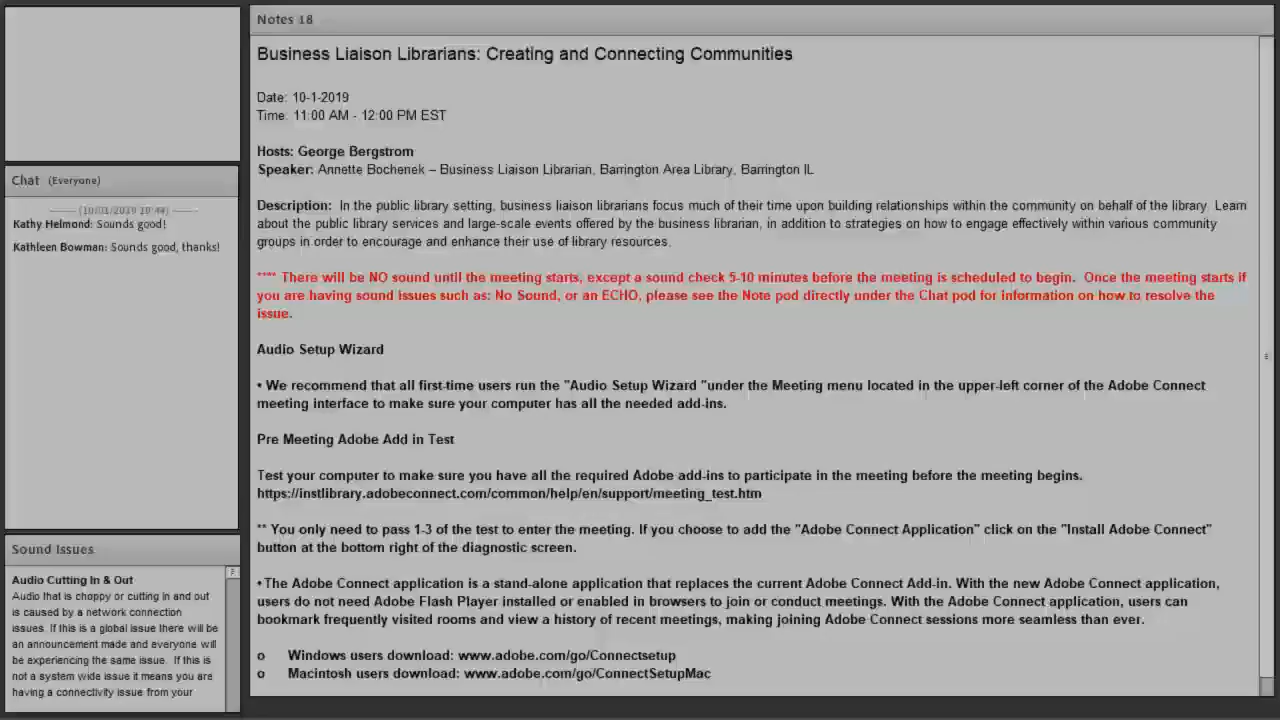 Chat (Everyone)
(10/01/2019 10:44)
Kathy Helmond: Sounds good!
Kathleen Bowman: Sounds good, thanks!
Sound Issues
Audio Cutting In & Out
Audio that is choppy or cutting in and out
is caused by a network connection
issues. If this is a global issue there will be
an announcement made and everyone will
be experiencing the same issue. If this is
not a system wide issue it means you are
having a connectivity issue from your
Notes 18
Business Liaison Librarians: Creating and Connecting Communities
Date: 10-1-2019
Time: 11:00 AM - 12:00 PM EST
Hosts: George Bergstrom
Speaker: Annette Bochenek – Business Liaison Librarian, Barrington Area Library, Barrington IL
Description: In the public library setting, business liaison librarians focus much of their time upon building relationships within the community on behalf of the library. Learn
about the public library services and large-scale events offered by the business librarian, in addition to strategies on how to engage effectively within various community
groups in order to encourage and enhance their use of library resources.
**** There will be NO sound until the meeting starts, except a sound check 5-10 minutes before the meeting is scheduled to begin. Once the meeting starts if
you are having sound issues such as: No Sound, or an ECHO, please see the Note pod directly under the Chat pod for information on how to resolve the
issue.
Audio Setup Wizard
• We recommend that all first-time users run the "Audio Setup Wizard "under the Meeting menu located in the upper-left corner of the Adobe Connect
meeting interface to make sure your computer has all the needed add-ins.
Pre Meeting Adobe Add in Test
Test your computer to make sure you have all the required Adobe add-ins to participate in the meeting before the meeting begins.
https://instlibrary.adobeconnect.com/common/help/en/support/meeting_test.htm
** You only need to pass 1-3 of the test to enter the meeting. If you choose to add the "Adobe Connect Application" click on the "Install Adobe Connect"
button at the bottom right of the diagnostic screen.
• The Adobe Connect application is a stand-alone application that replaces the current Adobe Connect Add-in. With the new Adobe Connect application,
users do not need Adobe Flash Player installed or enabled in browsers to join or conduct meetings. With the Adobe Connect application, users can
bookmark frequently visited rooms and view a history of recent meetings, making joining Adobe Connect sessions more seamless than ever.
o Windows users download: www.adobe.com/go/Connectsetup
o Macintosh users download: www.adobe.com/go/ConnectSetupMac